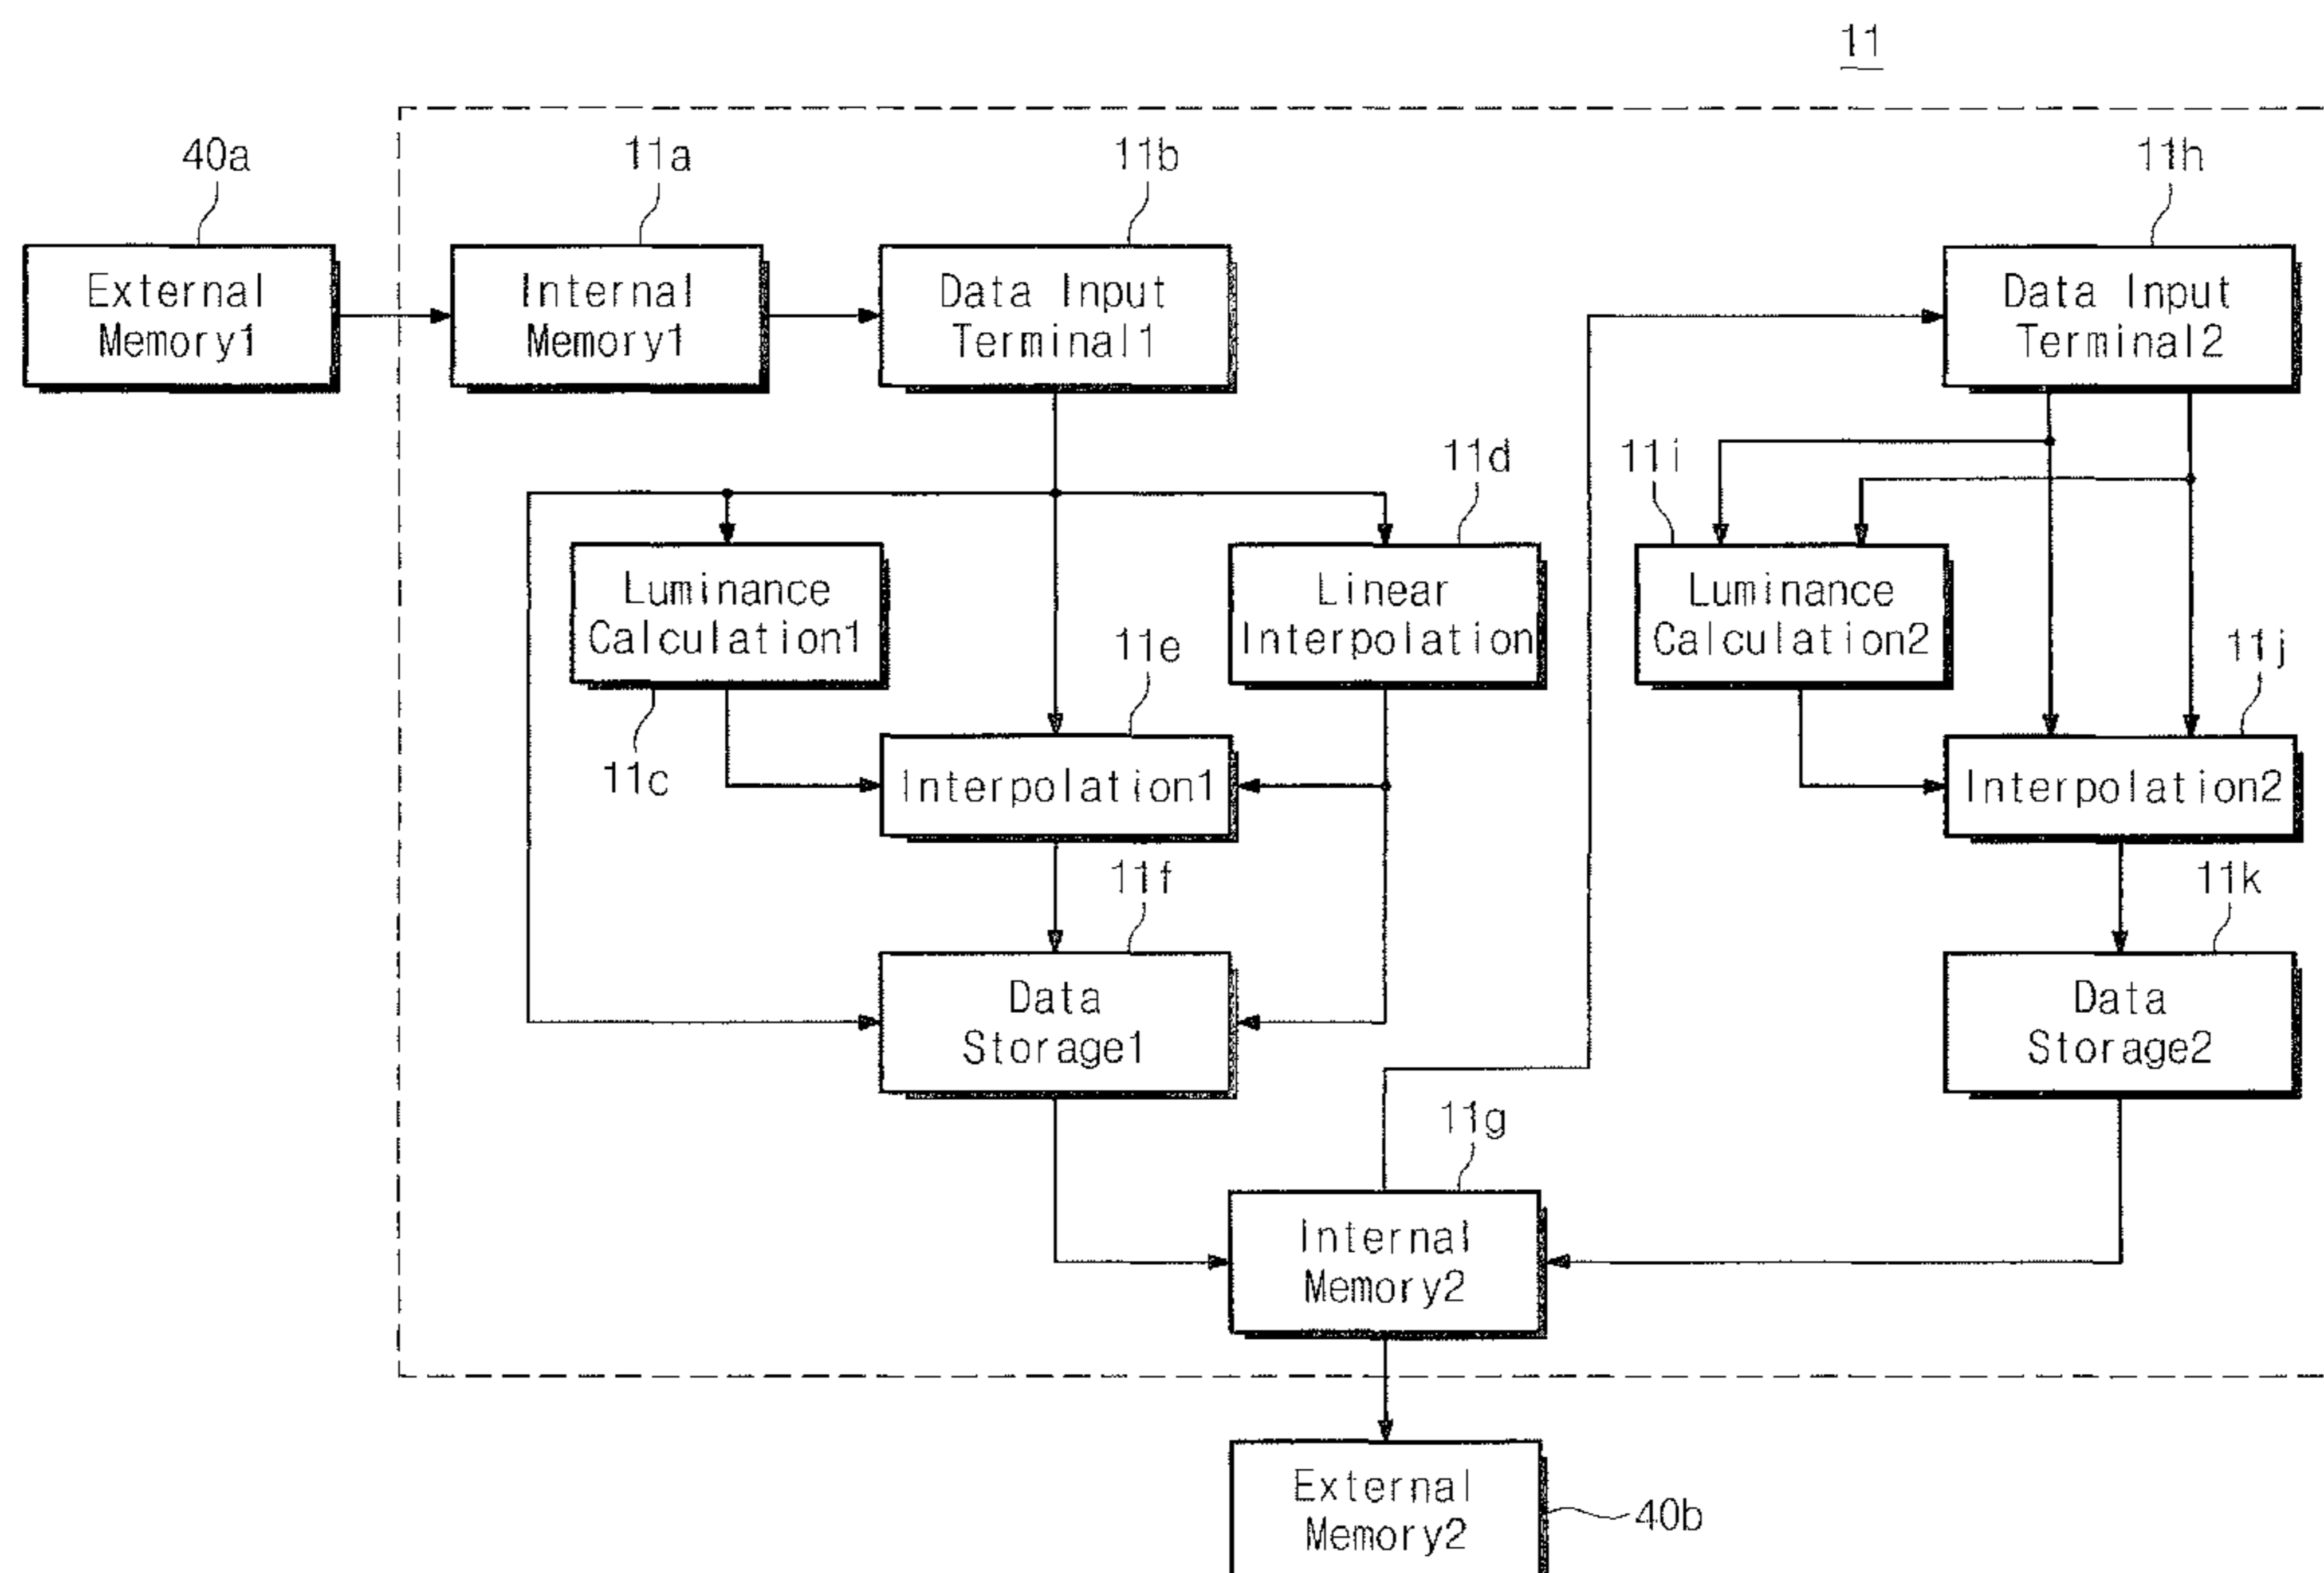 11
40a
11a
11b
11h
External
Memory1
Internal
Memory1
Data Input
Terminal1
Data Input
Terminal2
11d
11i
Luminance
Calculation1
Linear
Interpolation
Luminance
Calculation2
11e
11j
11c
Interpolation1
Interpolation2
11f
11k
Data
Storage1
Data
Storage2
11g
Internal
Memory2
External
Memory2
40b